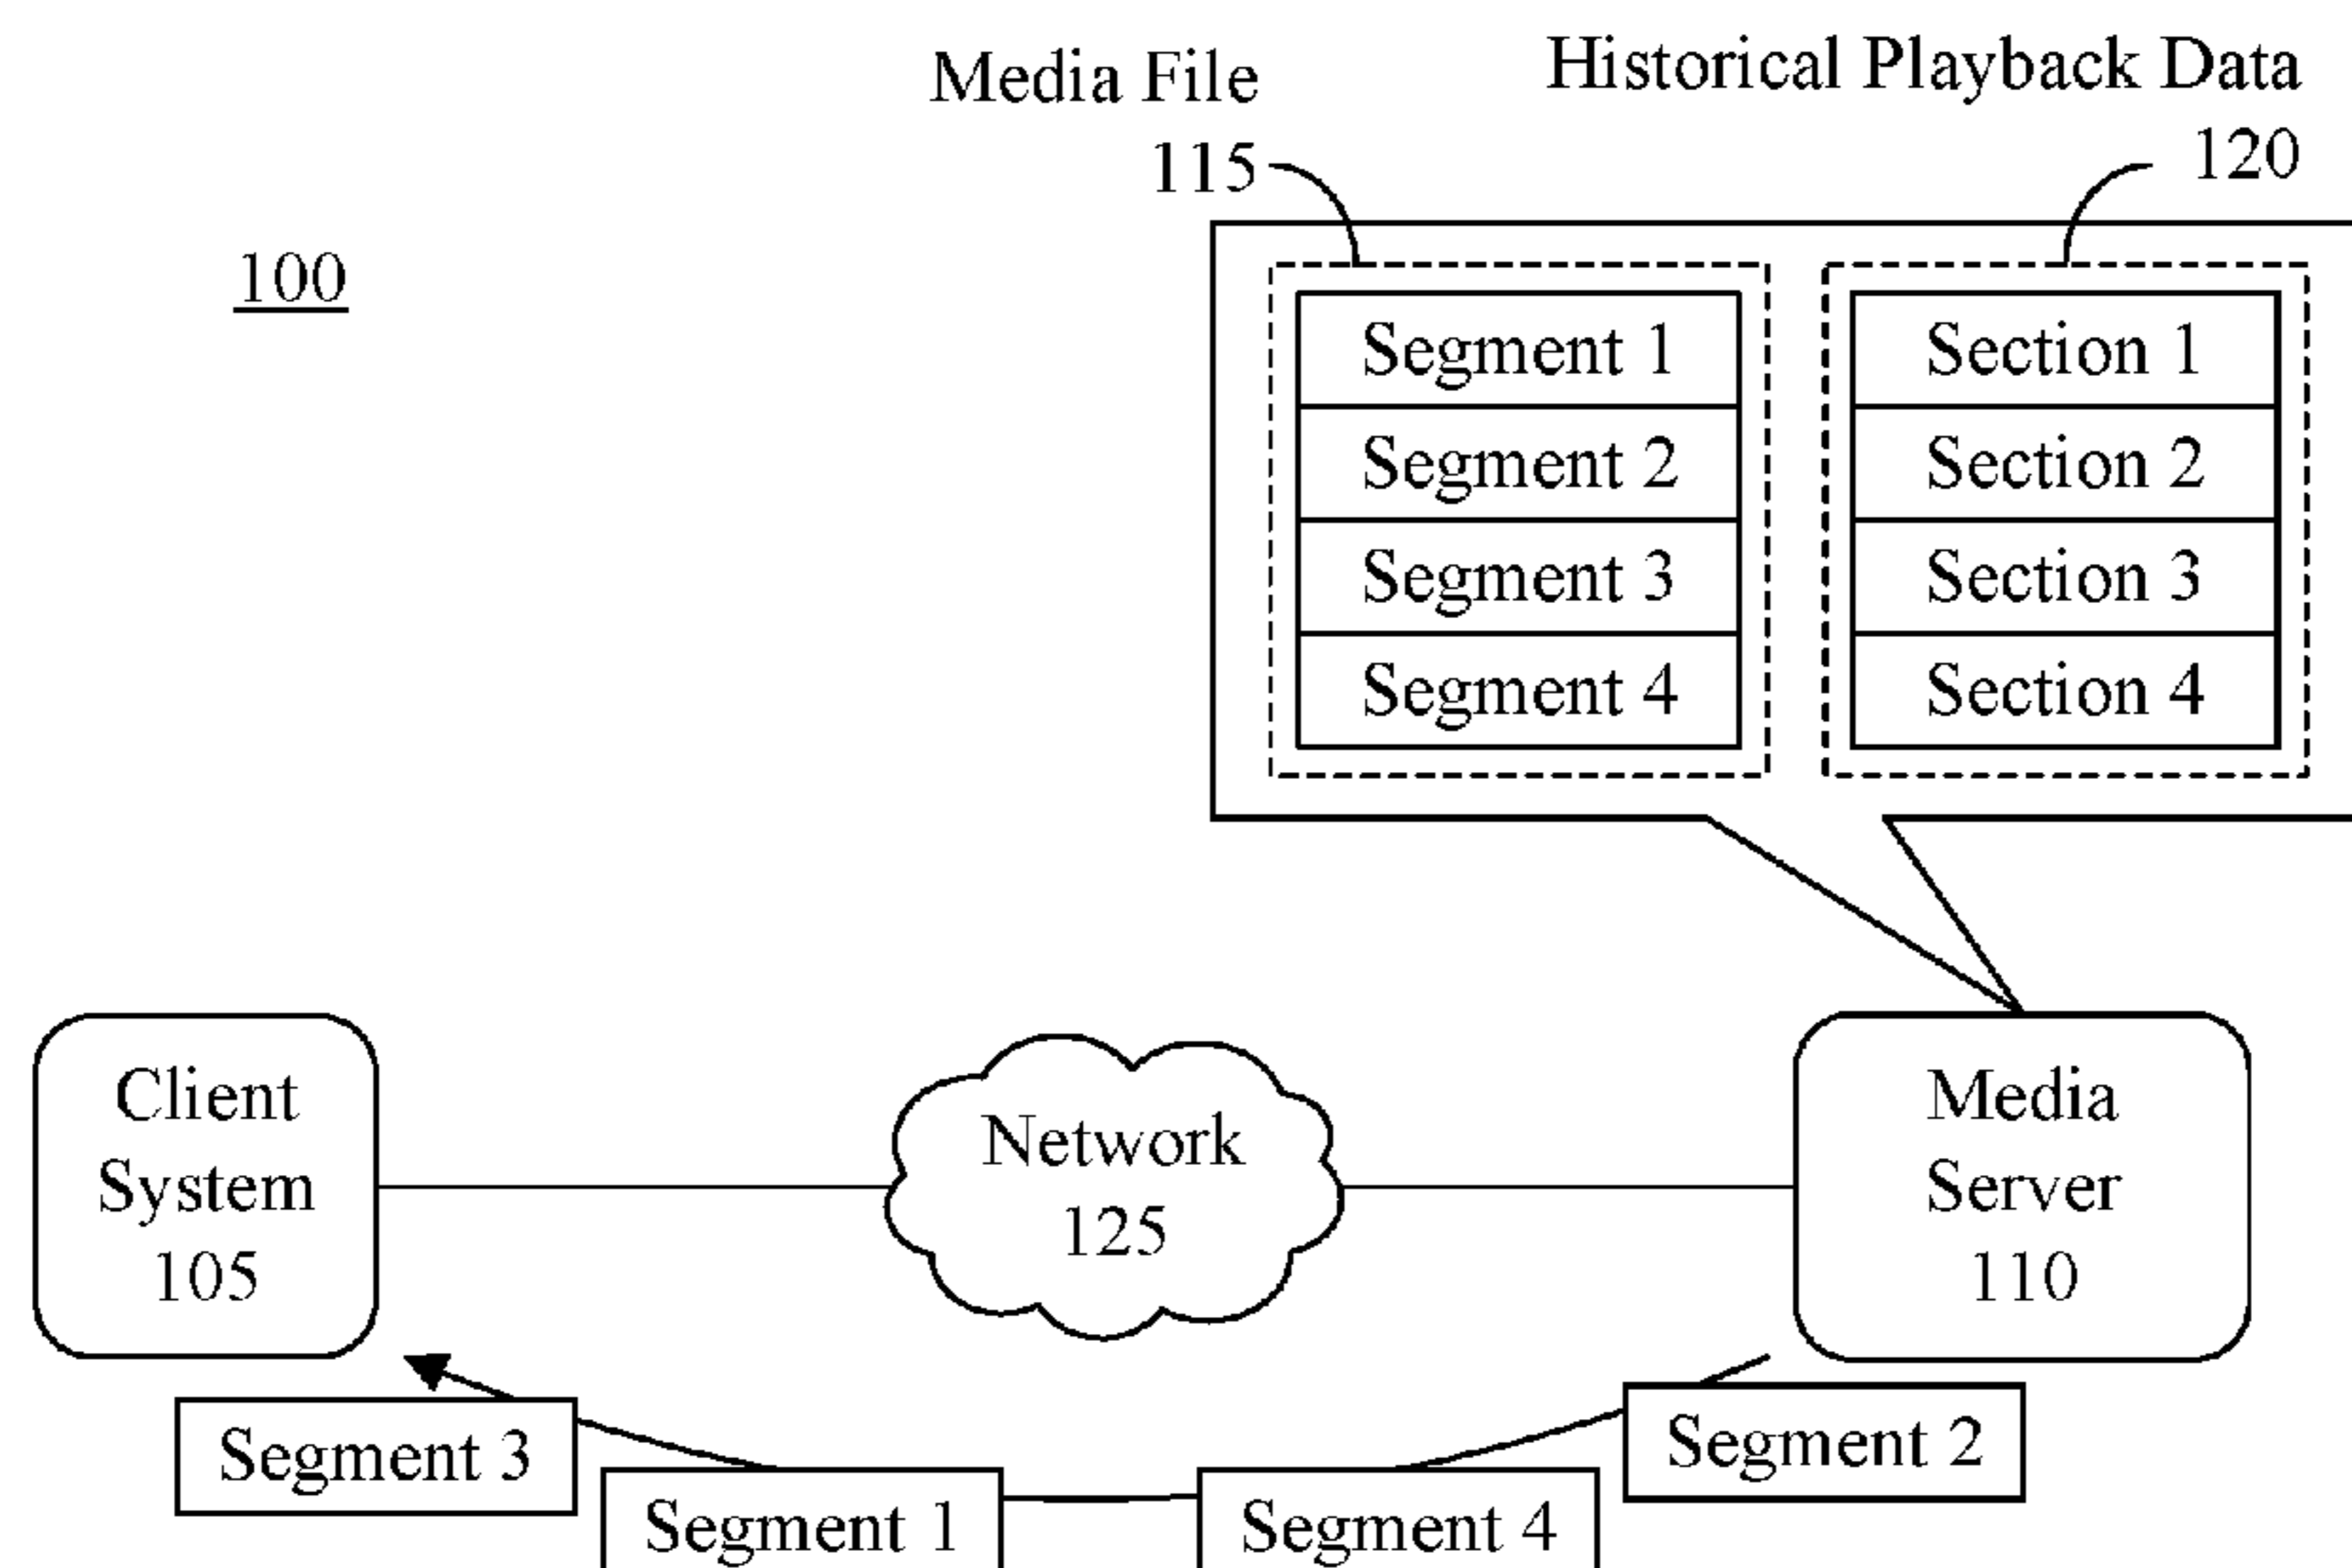 Media File
115
Historical Playback Data
120
100
Segment 1
Segment 2
Segment 3
Segment 4
Section 1
Section 2
Section 3
Section 4
Client
System
105
Network
125
Media
Server
110
Segment 3
Segment 1
Segment 4
Segment 2